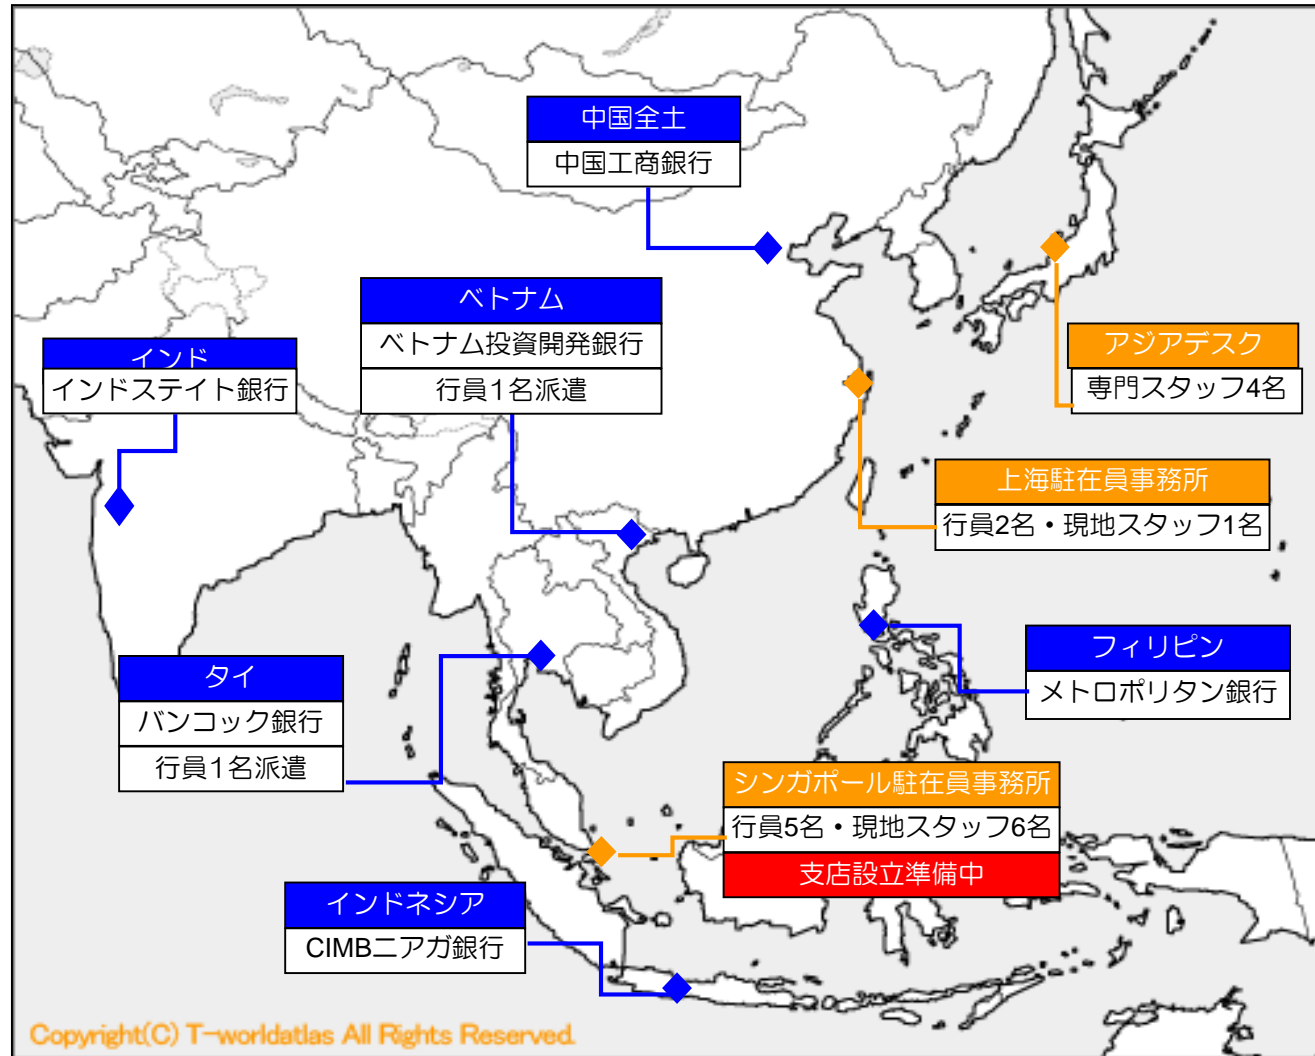 中国全土
中国工商銀行
ベトナム
ベトナム投資開発銀行
行員1名派遣
インド
インドステイト銀行
アジアデスク
専門スタッフ4名
上海駐在員事務所
行員2名・現地スタッフ1名
フィリピン
メトロポリタン銀行
タイ
バンコック銀行
行員1名派遣
シンガポール駐在員事務所
行員5名・現地スタッフ6名
支店設立準備中
インドネシア
CIMBニアガ銀行
Copyright(C) T-worldatlas All Rights Reserved.